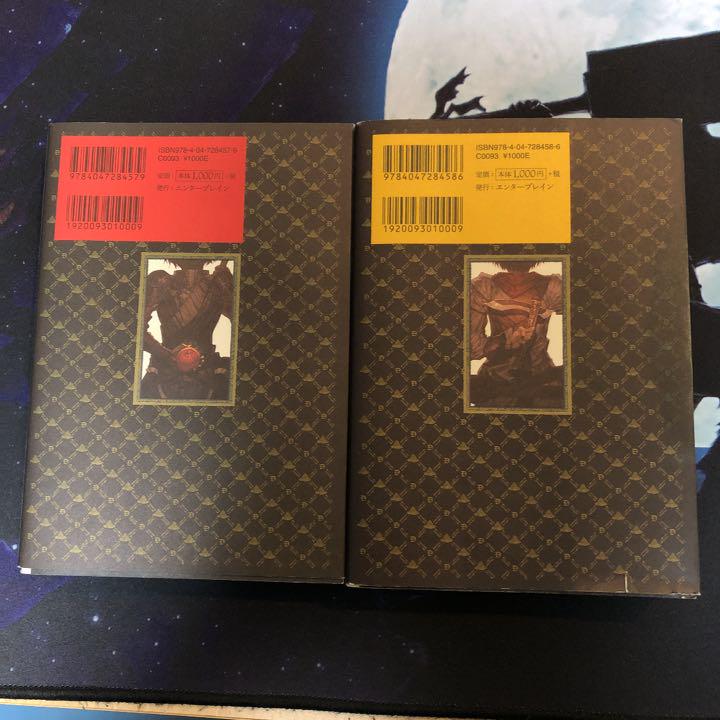 ISBN978-4-04-728457-9
C0093 ¥1000E
9784047284579
定価：本体1,000円+税
発行：エンターブレイン
1920093010009
ISBN978-4-04-728458-6
C0093 ¥1000E
9784047284586
定価：本体1,000円+税
発行：エンターブレイン
1920093010009